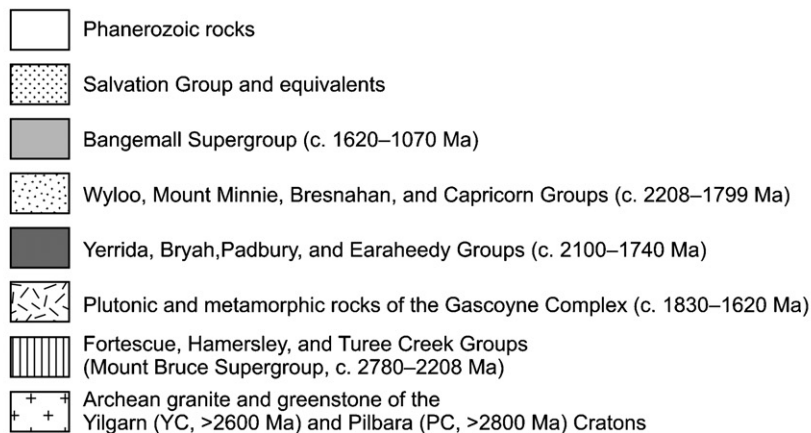 Phanerozoic rocks
Salvation Group and equivalents
Bangemall Supergroup (c. 1620–1070 Ma)
Wyloo, Mount Minnie, Bresnahan, and Capricorn Groups (c. 2208–1799 Ma)
Yerrida, Bryah,Padbury, and Earaheedy Groups (c. 2100–1740 Ma)
Plutonic and metamorphic rocks of the Gascoyne Complex (c. 1830–1620 Ma)
Fortescue, Hamersley, and Turee Creek Groups
(Mount Bruce Supergroup, c. 2780–2208 Ma)
Archean granite and greenstone of the
Yilgarn (YC, >2600 Ma) and Pilbara (PC, >2800 Ma) Cratons